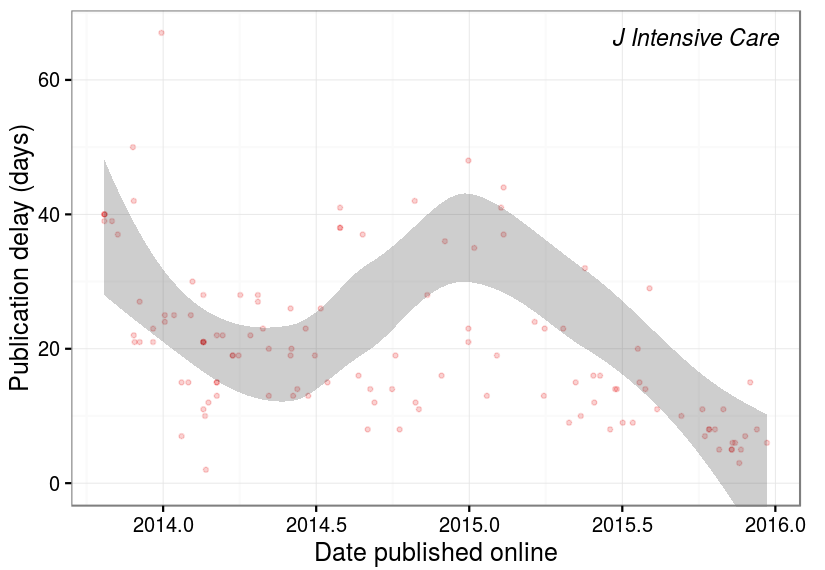 J Intensive Care
Publication delay (days)
60
40
20
0
2014.0 2014.5 2015.0 2015.5 2016.0
Date published online